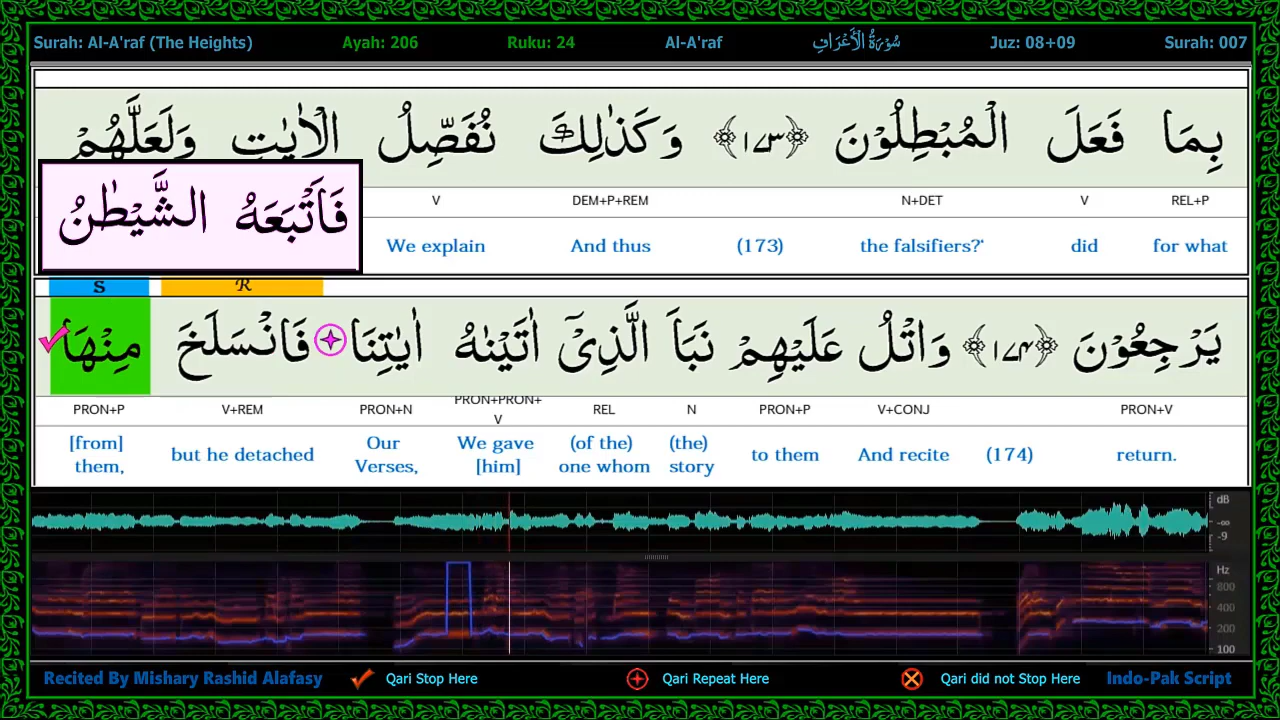 Surah: Al-A'raf (The Heights) Ayah: 206 Ruku: 24 Al-A'raf سُوْرَةُ الْأَعْرَافِ Juz: 08+09 Surah: 007
بِمَا فَعَلَ الْمُبْطِلُوْنَ ﴿۱۷۳﴾ وَكَذٰلِكَ نُفَصِّلُ الْاٰيٰتِ وَلَعَلَّهُمْ
REL+P V N+DET DEM+P+REM V
for what did the falsifiers?' (173) And thus We explain
فَاَتْبَعَهُ الشَّيْطٰنُ
S R
يَرْجِعُوْنَ ﴿۱۷۴﴾ وَاتْلُ عَلَيْهِمْ نَبَاَ الَّذِيْٓ اٰتَيْنٰهُ اٰيٰتِنَا فَانْسَلَخَ مِنْهَا
PRON+V V+CONJ PRON+P N REL PRON+PRON+V PRON+N V+REM PRON+P
return. (174) And recite to them (the) story (of the) one whom We gave [him] Our Verses, but he detached [from] them,
dB
-∞
-9
Hz
800
400
200
100
Recited By Mishary Rashid Alafasy Qari Stop Here Qari Repeat Here Qari did not Stop Here Indo-Pak Script